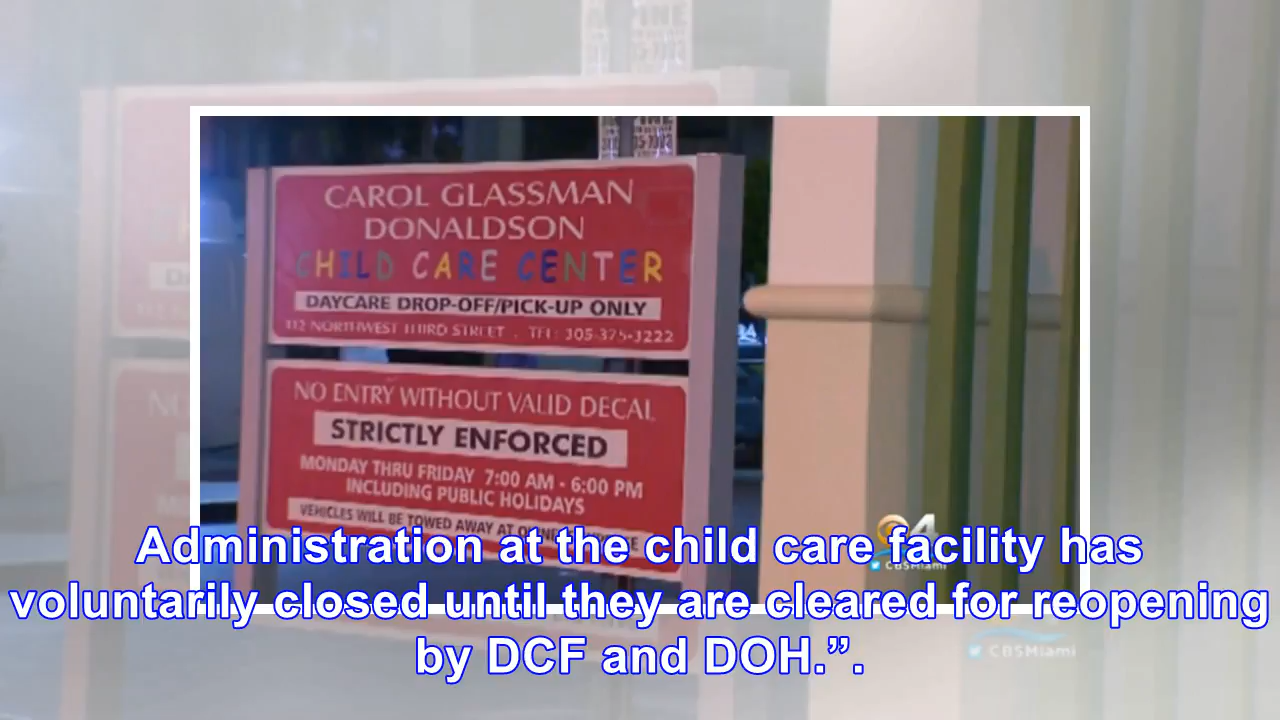 CAROL GLASSMAN
DONALDSON
CHILD CARE CENTER
DAYCARE DROP-OFF/PICK-UP ONLY
112 NORTHWEST THIRD STREET . TEL: 305-375-3222
NO ENTRY WITHOUT VALID DECAL
STRICTLY ENFORCED
MONDAY THRU FRIDAY 7:00 AM - 6:00 PM
INCLUDING PUBLIC HOLIDAYS
VEHICLES WILL BE TOWED AWAY AT
4
CBSMiami
Administration at the child care facility has
voluntarily closed until they are cleared for reopening
by DCF and DOH.”.
CBSMiami